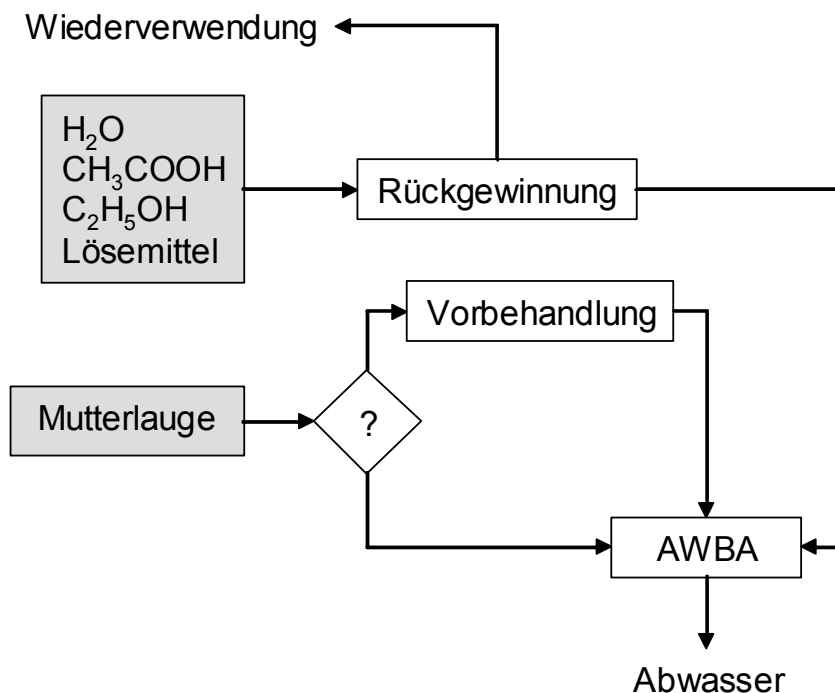 Wiederverwendung
H₂O
CH₃COOH
C₂H₅OH
Lösemittel
Rückgewinnung
Vorbehandlung
Mutterlauge
?
AWBA
Abwasser